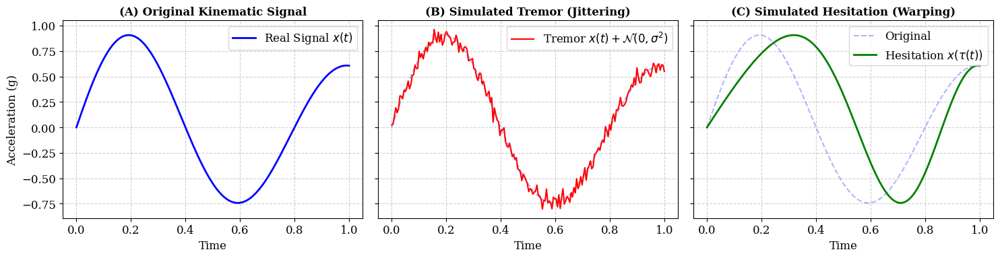 (A) Original Kinematic Signal
Real Signal x(t)
Acceleration (g)
1.00
0.75
0.50
0.25
0.00
−0.25
−0.50
−0.75
0.0 0.2 0.4 0.6 0.8 1.0
Time
(B) Simulated Tremor (Jittering)
Tremor x(t) + 𝒩(0, σ²)
0.0 0.2 0.4 0.6 0.8 1.0
Time
(C) Simulated Hesitation (Warping)
Original
Hesitation x(τ(t))
0.0 0.2 0.4 0.6 0.8 1.0
Time